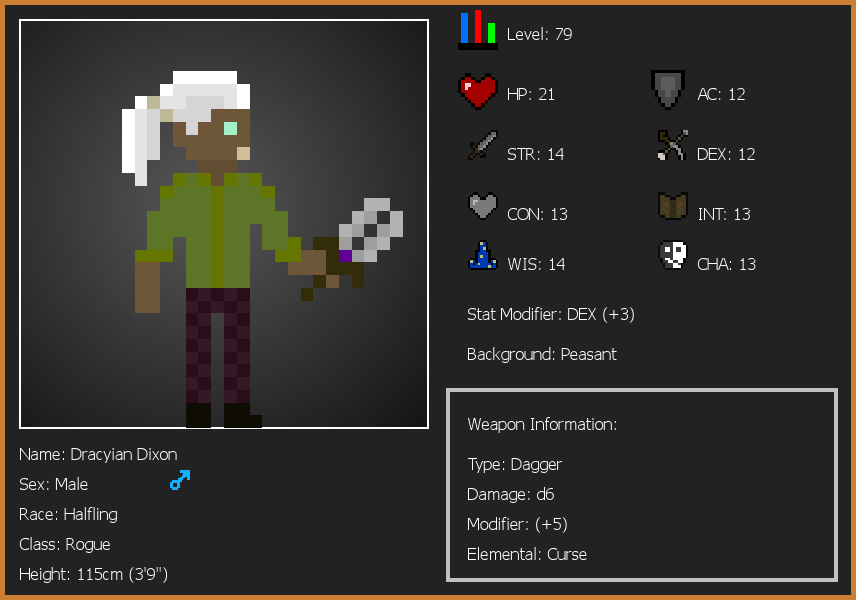 Level: 79
HP: 21
AC: 12
STR: 14
DEX: 12
CON: 13
INT: 13
WIS: 14
CHA: 13
Stat Modifier: DEX (+3)
Background: Peasant
Weapon Information:
Type: Dagger
Damage: d6
Modifier: (+5)
Elemental: Curse
Name: Dracyian Dixon
Sex: Male
Race: Halfling
Class: Rogue
Height: 115cm (3'9")